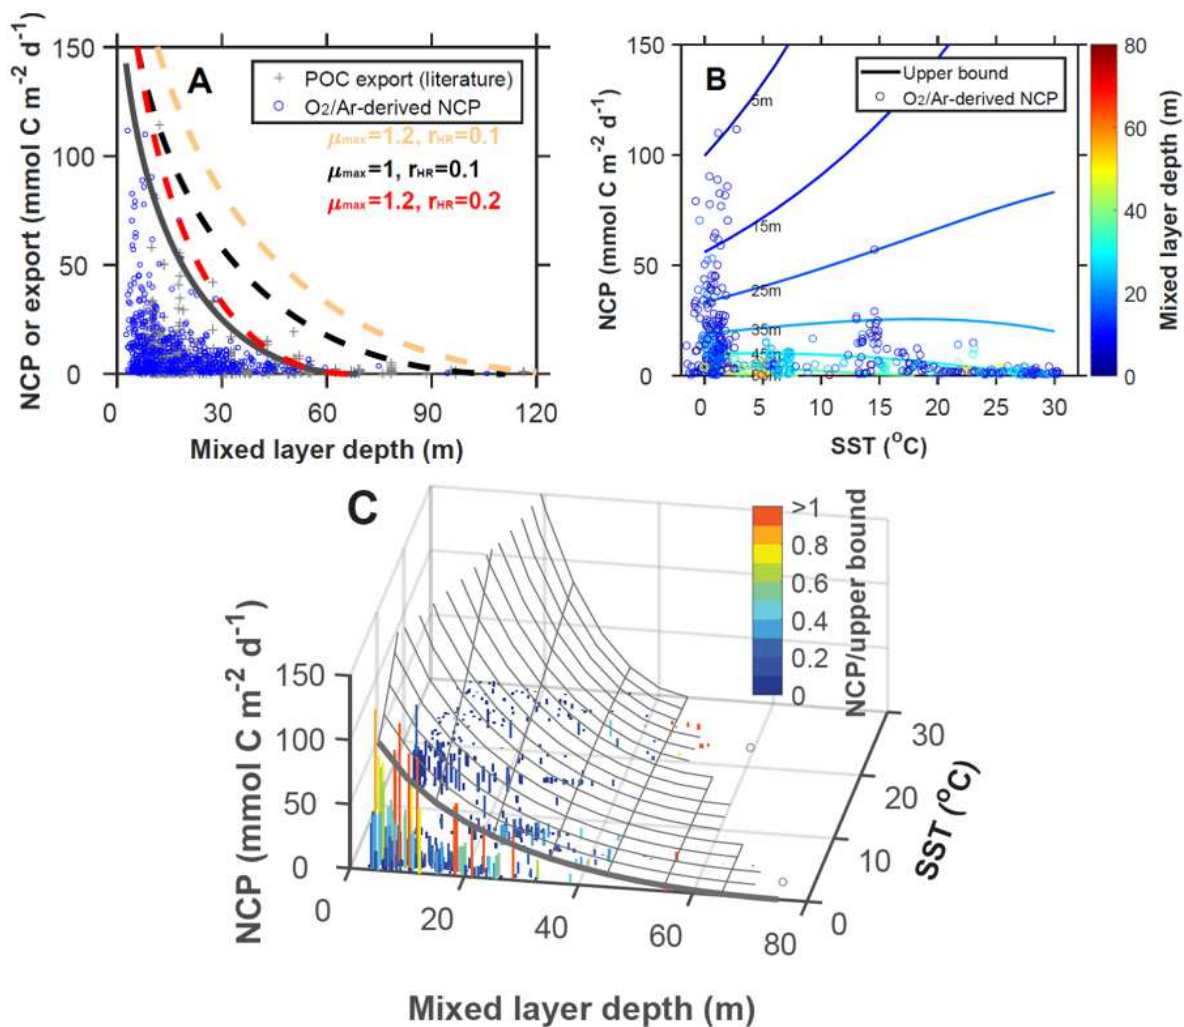 A
NCP or export (mmol C m⁻² d⁻¹)
150
100
50
0
POC export (literature)
O₂/Ar-derived NCP
μmax=1.2, rHR=0.1
μmax=1, rHR=0.1
μmax=1.2, rHR=0.2
0 30 60 90 120
Mixed layer depth (m)
B
NCP (mmol C m⁻² d⁻¹)
150
100
50
0
Upper bound
O₂/Ar-derived NCP
5m
15m
25m
35m
0 5 10 15 20 25 30
SST (°C)
80
60
40
20
0
Mixed layer depth (m)
C
NCP (mmol C m⁻² d⁻¹)
150
100
50
0
>1
0.8
0.6
0.4
0.2
0
NCP/upper bound
0 20 40 60 80
Mixed layer depth (m)
30
20
10
0
SST (°C)